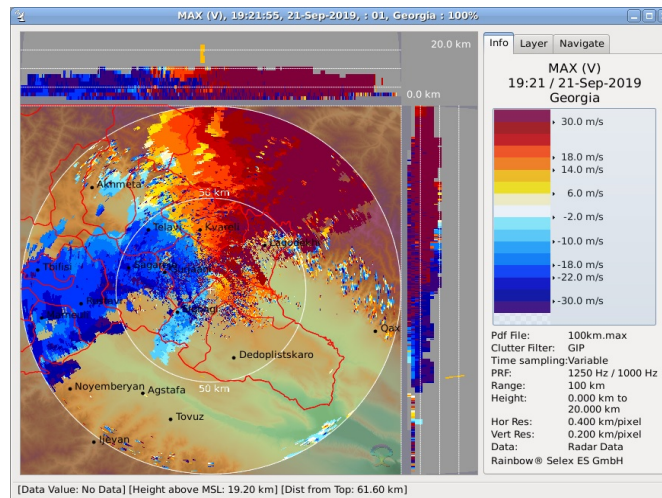 MAX (V), 19:21:55, 21-Sep-2019, : 01, Georgia : 100%
20.0 km
0.0 km
Akhmeta
50 km
Telavi
Kvareli
Lagodekhi
Tbilisi
Qax
Dedoplistskaro
50 km
Noyemberyan
Agstafa
Tovuz
Ijevan
Info
Layer
Navigate
MAX (V)
19:21 / 21-Sep-2019
Georgia
30.0 m/s
18.0 m/s
14.0 m/s
6.0 m/s
-2.0 m/s
-10.0 m/s
-18.0 m/s
-22.0 m/s
-30.0 m/s
Pdf File: 100km.max
Clutter Filter: GIP
Time sampling:Variable
PRF: 1250 Hz / 1000 Hz
Range: 100 km
Height: 0.000 km to
20.000 km
Hor Res: 0.400 km/pixel
Vert Res: 0.200 km/pixel
Data: Radar Data
Rainbow® Selex ES GmbH
[Data Value: No Data] [Height above MSL: 19.20 km] [Dist from Top: 61.60 km]